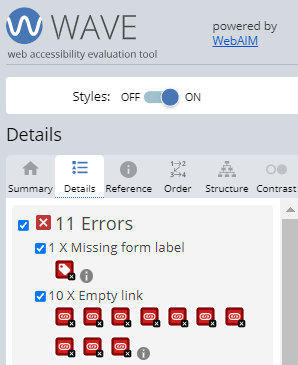 WAVE
powered by
WebAIM
web accessibility evaluation tool
Styles: OFF ON
Details
Summary Details Reference Order Structure Contrast
11 Errors
1 X Missing form label
10 X Empty link